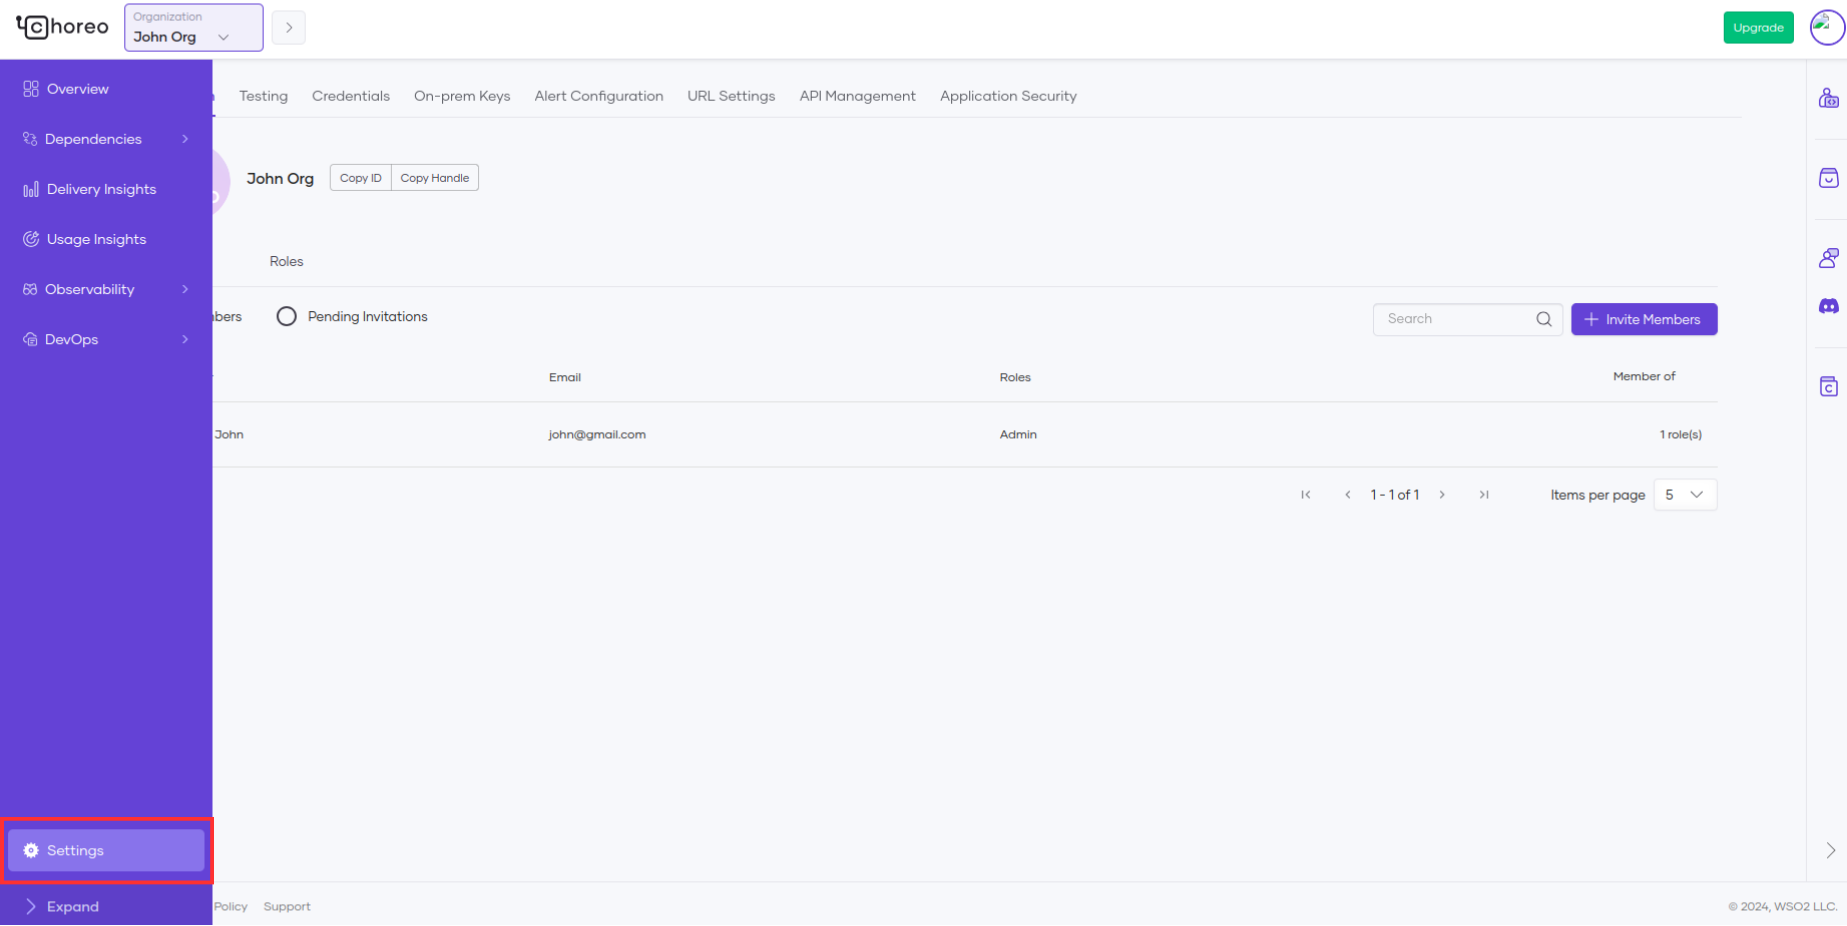 choreo
Organization
John Org
Upgrade
Overview
Testing Credentials On-prem Keys Alert Configuration URL Settings API Management Application Security
Dependencies
John Org Copy ID Copy Handle
Delivery Insights
Usage Insights
Roles
Observability
Pending Invitations
Search
Invite Members
DevOps
Email Roles Member of
John john@gmail.com Admin 1 role(s)
1 - 1 of 1 Items per page 5
Settings
Expand
Policy Support
© 2024, WSO2 LLC.